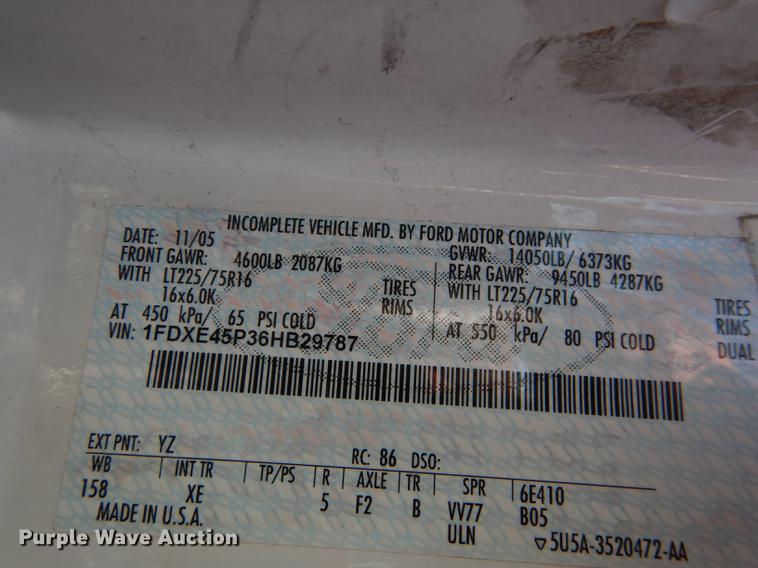 INCOMPLETE VEHICLE MFD. BY FORD MOTOR COMPANY
DATE: 11/05 GVWR: 14050LB/ 6373KG
FRONT GAWR: 4600LB 2087KG REAR GAWR: 9450LB 4287KG
WITH LT225/75R16 TIRES WITH LT225/75R16 TIRES
16x6.0K RIMS 16x6.0K RIMS
AT 450 kPa/ 65 PSI COLD AT 550 kPa/ 80 PSI COLD DUAL
VIN: 1FDXE45P36HB29787
EXT PNT: YZ RC: 86 DSO:
WB INT TR TP/PS R AXLE TR SPR 6E410
158 XE 5 F2 B VV77 B05
MADE IN U.S.A. ULN ▽5U5A-3520472-AA
Purple Wave Auction